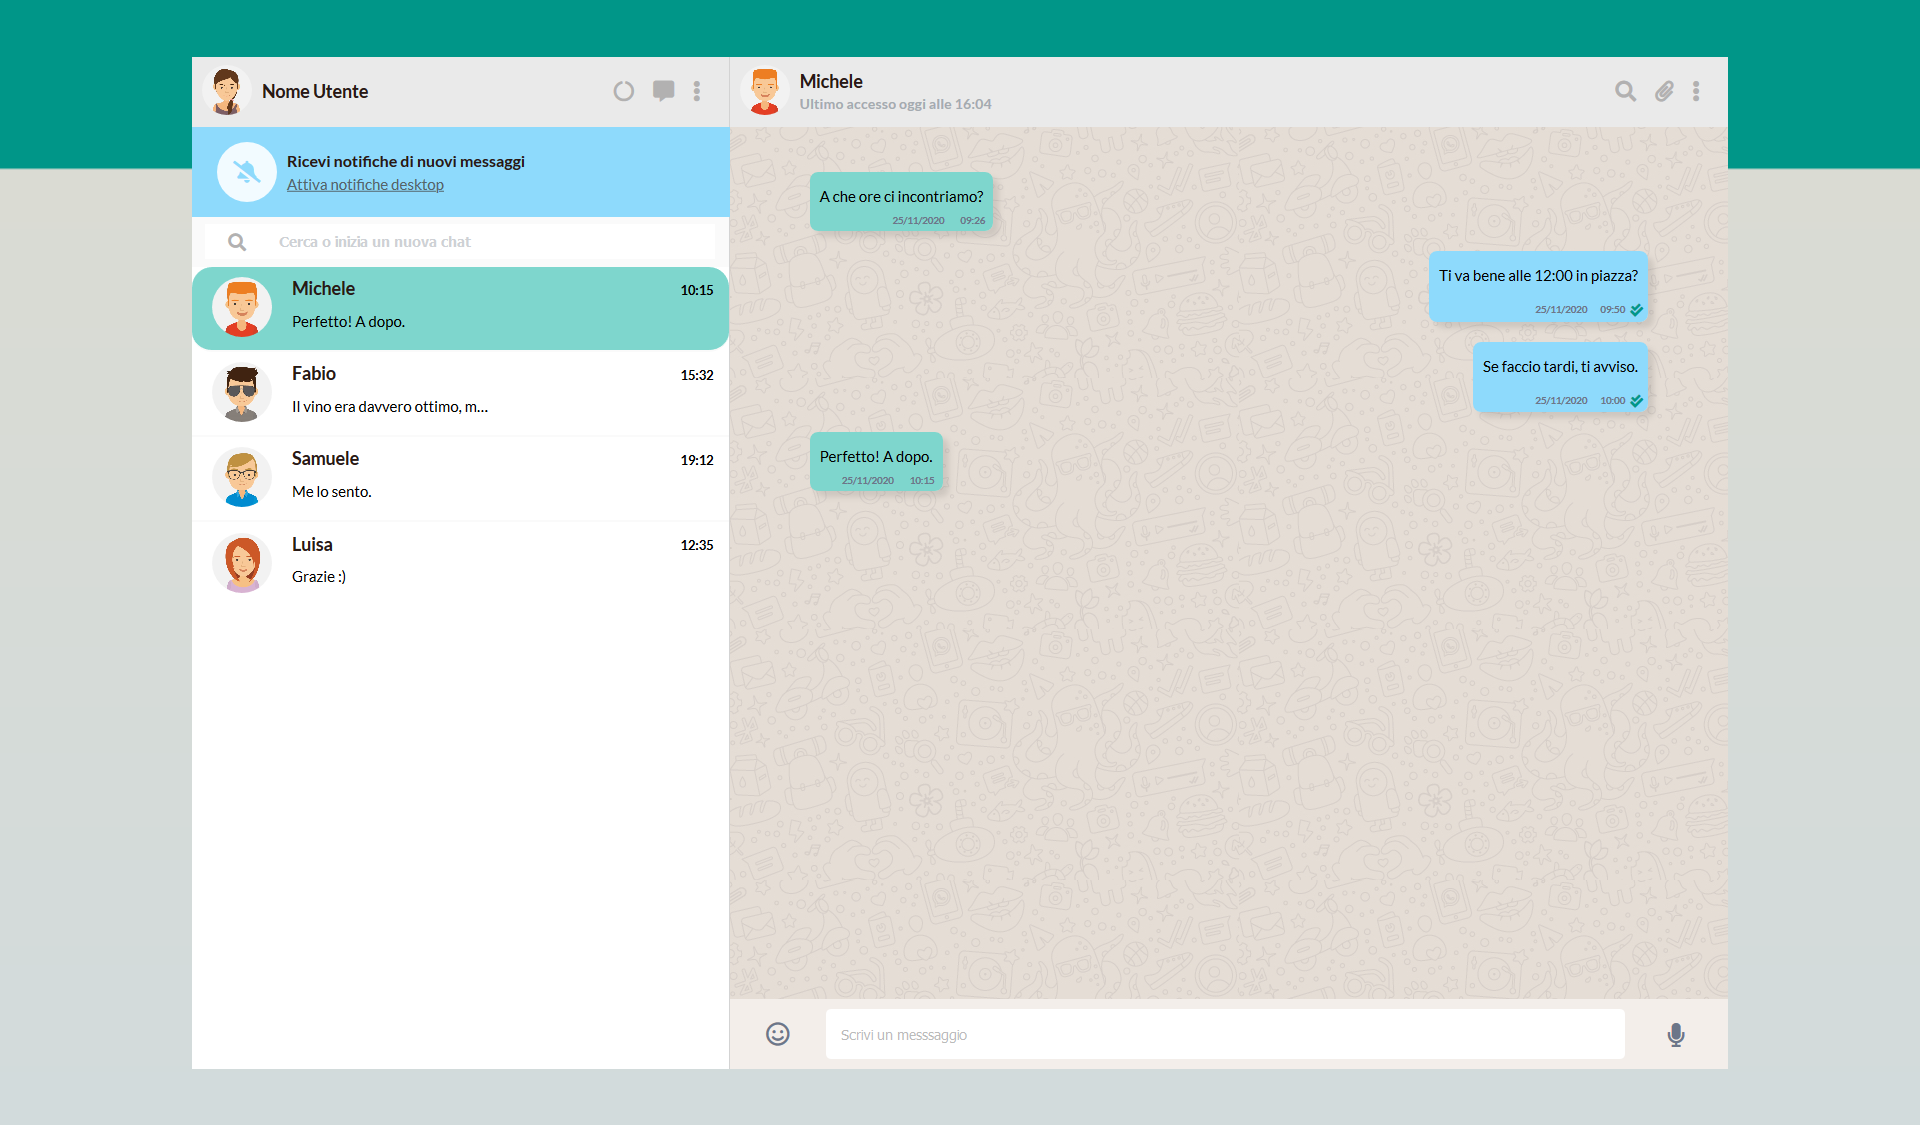 Nome Utente
Ricevi notifiche di nuovi messaggi
Attiva notifiche desktop
Cerca o inizia un nuova chat
Michele
10:15
Perfetto! A dopo.
Fabio
15:32
Il vino era davvero ottimo, m...
Samuele
19:12
Me lo sento.
Luisa
12:35
Grazie :)
Michele
Ultimo accesso oggi alle 16:04
A che ore ci incontriamo?
25/11/2020 09:26
Ti va bene alle 12:00 in piazza?
25/11/2020 09:50
Se faccio tardi, ti avviso.
25/11/2020 10:00
Perfetto! A dopo.
25/11/2020 10:15
Scrivi un messsaggio